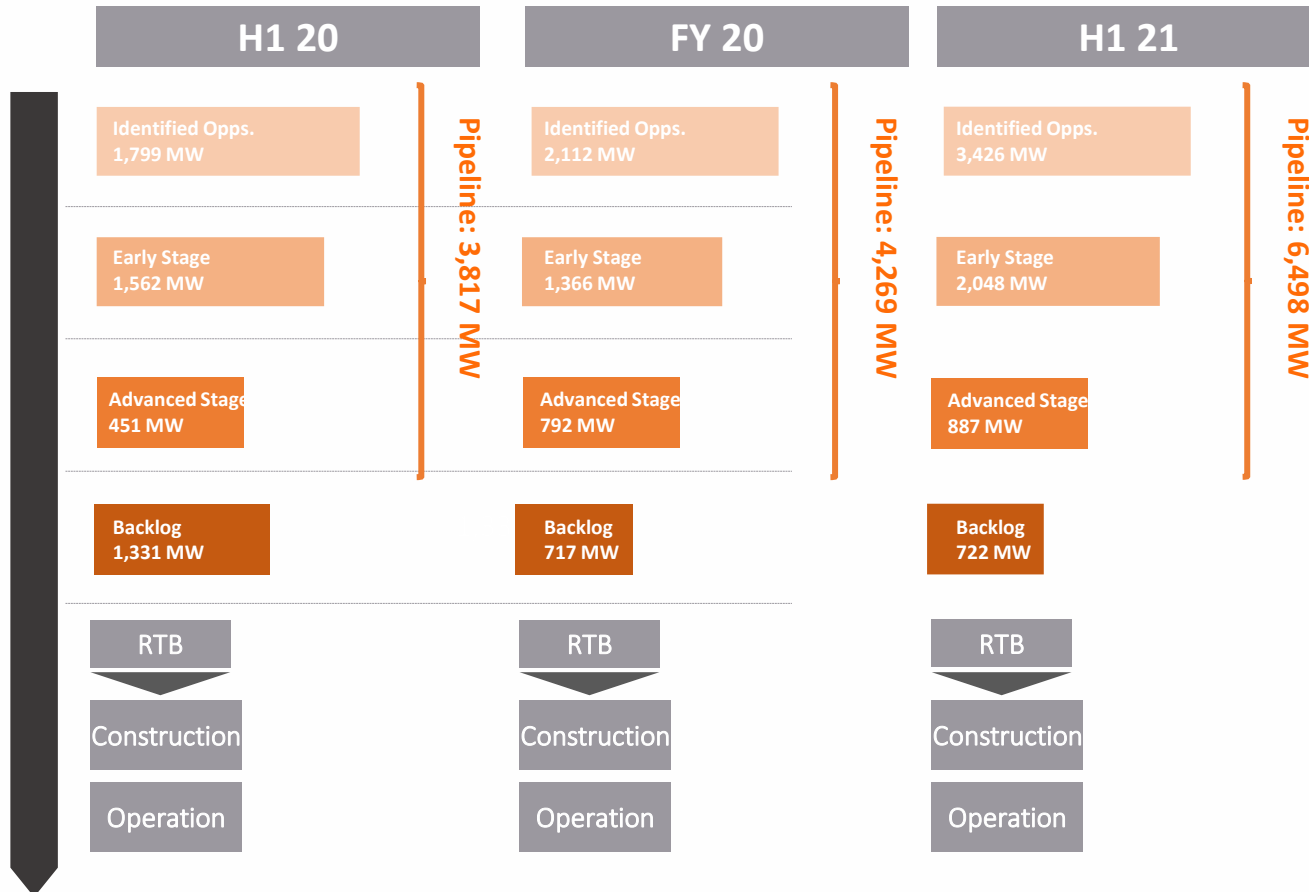 H1 20
FY 20
H1 21
Identified Opps.
1,799 MW
Early Stage
1,562 MW
Advanced Stage
451 MW
Pipeline: 3,817 MW
Backlog
1,331 MW
RTB
Construction
Operation
Identified Opps.
2,112 MW
Early Stage
1,366 MW
Advanced Stage
792 MW
Pipeline: 4,269 MW
Backlog
717 MW
RTB
Construction
Operation
Identified Opps.
3,426 MW
Early Stage
2,048 MW
Advanced Stage
887 MW
Pipeline: 6,498 MW
Backlog
722 MW
RTB
Construction
Operation